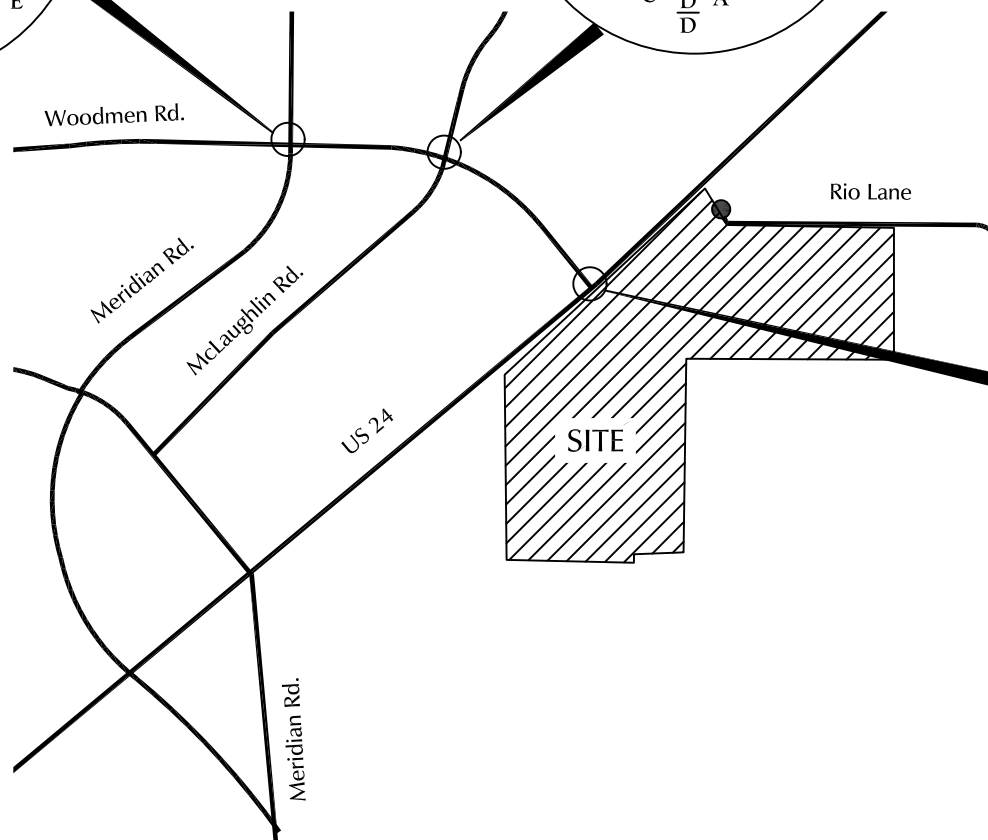 E
D A
D
Woodmen Rd.
Rio Lane
Meridian Rd.
McLaughlin Rd.
US 24
SITE
Meridian Rd.